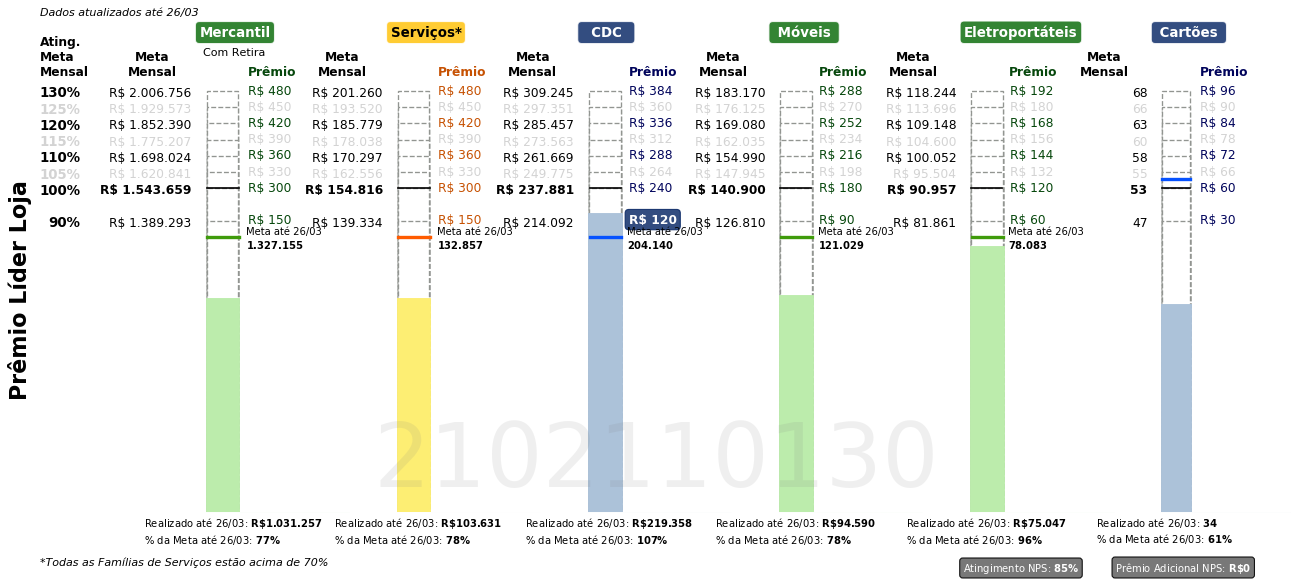 Dados atualizados até 26/03
Mercantil Serviços* CDC Móveis Eletroportáteis Cartões
Com Retira
Ating. Meta Mensal Meta Mensal Prêmio Meta Mensal Prêmio Meta Mensal Prêmio Meta Mensal Prêmio Meta Mensal Prêmio Meta Mensal Prêmio
130% R$ 2.006.756 R$ 480 R$ 201.260 R$ 480 R$ 309.245 R$ 384 R$ 183.170 R$ 288 R$ 118.244 R$ 192 68 R$ 96
125% R$ 1.929.573 R$ 450 R$ 193.520 R$ 450 R$ 297.351 R$ 360 R$ 176.125 R$ 270 R$ 113.696 R$ 180 66 R$ 90
120% R$ 1.852.390 R$ 420 R$ 185.779 R$ 420 R$ 285.457 R$ 336 R$ 169.080 R$ 252 R$ 109.148 R$ 168 63 R$ 84
115% R$ 1.775.207 R$ 390 R$ 178.038 R$ 390 R$ 273.563 R$ 312 R$ 162.035 R$ 234 R$ 104.600 R$ 156 60 R$ 78
110% R$ 1.698.024 R$ 360 R$ 170.297 R$ 360 R$ 261.669 R$ 288 R$ 154.990 R$ 216 R$ 100.052 R$ 144 58 R$ 72
105% R$ 1.620.841 R$ 330 R$ 162.556 R$ 330 R$ 249.775 R$ 264 R$ 147.945 R$ 198 R$ 95.504 R$ 132 55 R$ 66
100% R$ 1.543.659 R$ 300 R$ 154.816 R$ 300 R$ 237.881 R$ 240 R$ 140.900 R$ 180 R$ 90.957 R$ 120 53 R$ 60
90% R$ 1.389.293 R$ 150 R$ 139.334 R$ 150 R$ 214.092 R$ 120 R$ 126.810 R$ 90 R$ 81.861 R$ 60 47 R$ 30
Meta até 26/03 Meta até 26/03 Meta até 26/03 Meta até 26/03 Meta até 26/03
1.327.155 132.857 204.140 121.029 78.083
Prêmio Líder Loja
2102110130
Realizado até 26/03: R$1.031.257 Realizado até 26/03: R$103.631 Realizado até 26/03: R$219.358 Realizado até 26/03: R$94.590 Realizado até 26/03: R$75.047 Realizado até 26/03: 34
% da Meta até 26/03: 77% % da Meta até 26/03: 78% % da Meta até 26/03: 107% % da Meta até 26/03: 78% % da Meta até 26/03: 96% % da Meta até 26/03: 61%
*Todas as Famílias de Serviços estão acima de 70%
Atingimento NPS: 85% Prêmio Adicional NPS: R$0